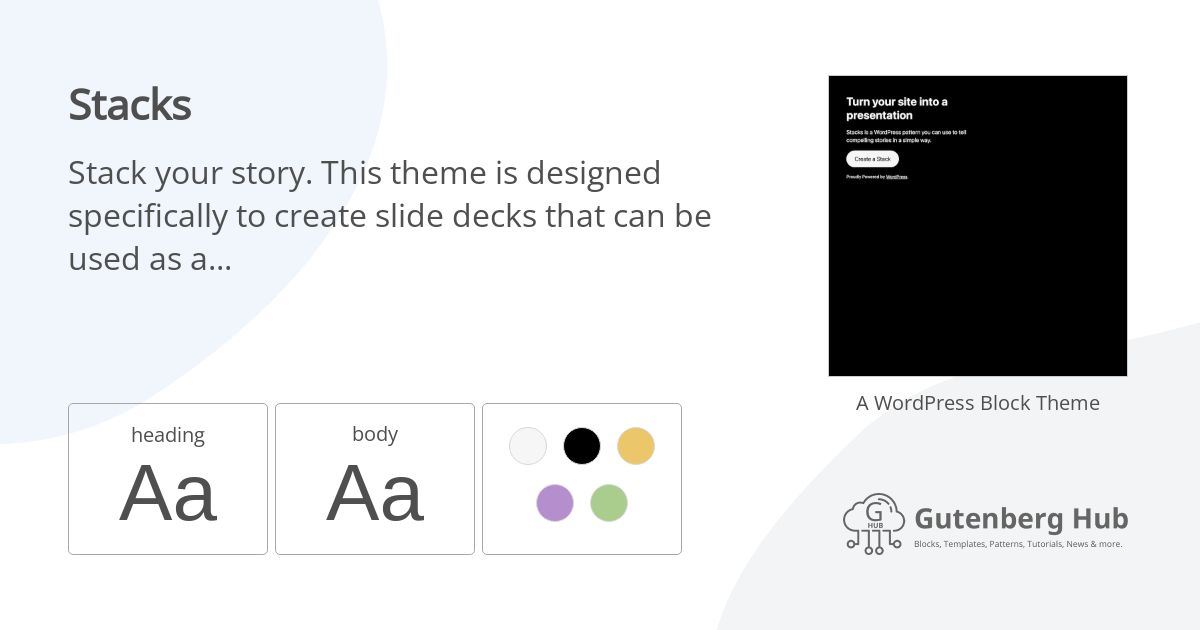 Stacks
Stack your story. This theme is designed
specifically to create slide decks that can be
used as a...
heading
Aa
body
Aa
Turn your site into a
presentation
Stacks is a WordPress pattern you can use to tell
compelling stories in a simple way.
Create a Stack
Proudly Powered by WordPress
A WordPress Block Theme
G
HUB
Gutenberg Hub
Blocks, Templates, Patterns, Tutorials, News & more.